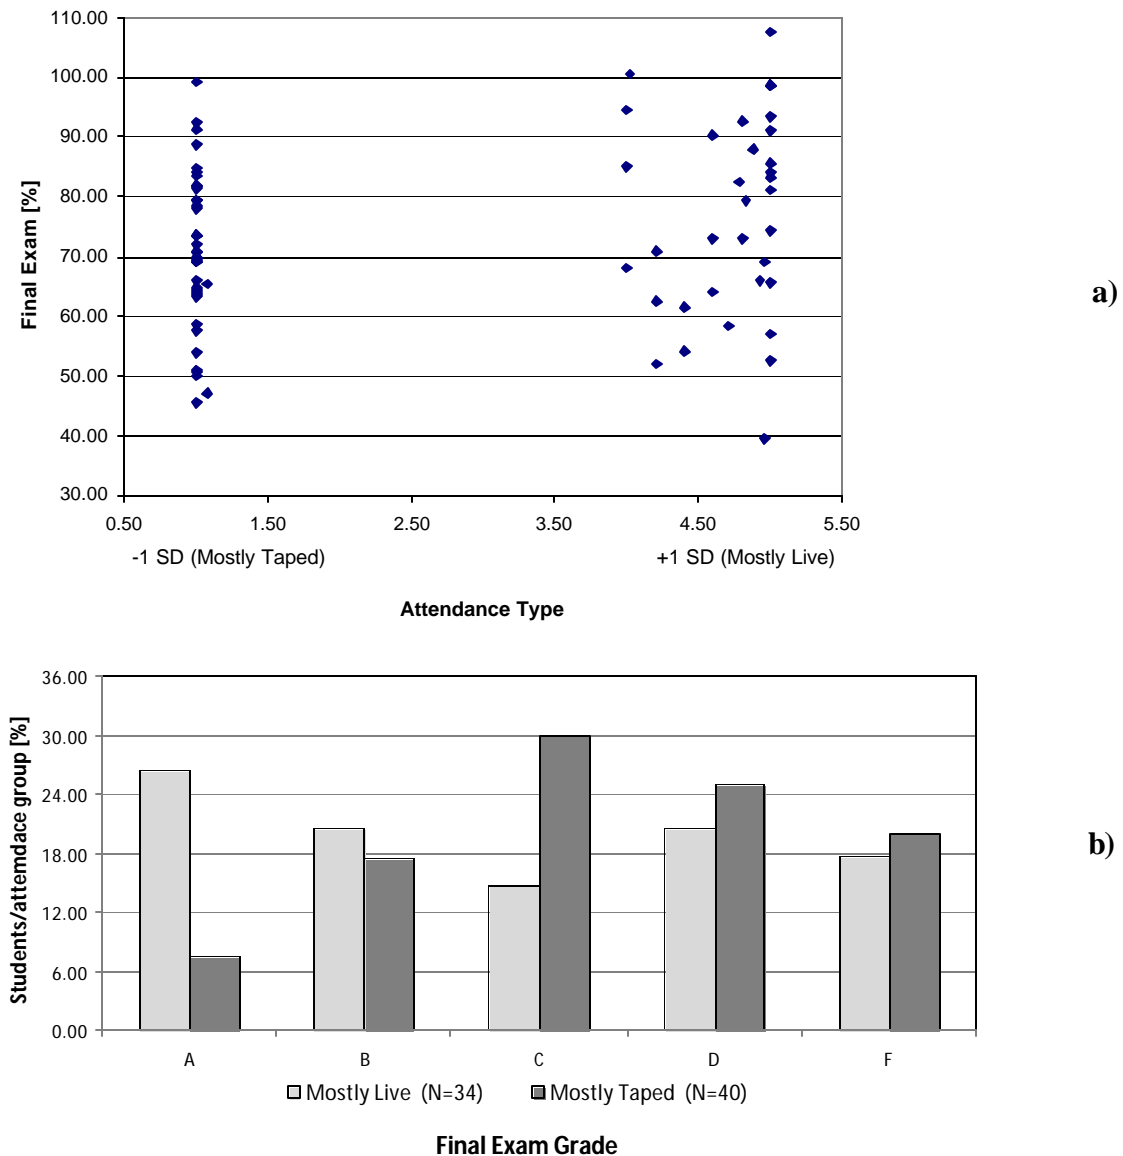 110.00
100.00
90.00
80.00
70.00
60.00
50.00
40.00
30.00
Final Exam [%]
0.50 1.50 2.50 3.50 4.50 5.50
-1 SD (Mostly Taped) +1 SD (Mostly Live)
Attendance Type
a)
36.00
30.00
24.00
18.00
12.00
6.00
0.00
Students/attemdace group [%]
A B C D F
Mostly Live (N=34) Mostly Taped (N=40)
Final Exam Grade
b)